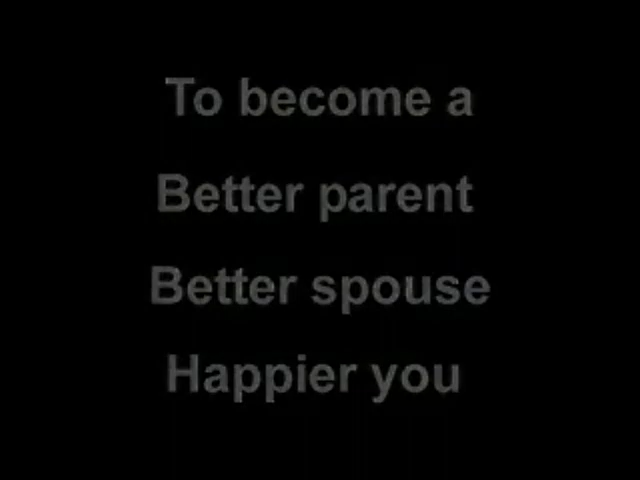 To become a
Better parent
Better spouse
Happier you